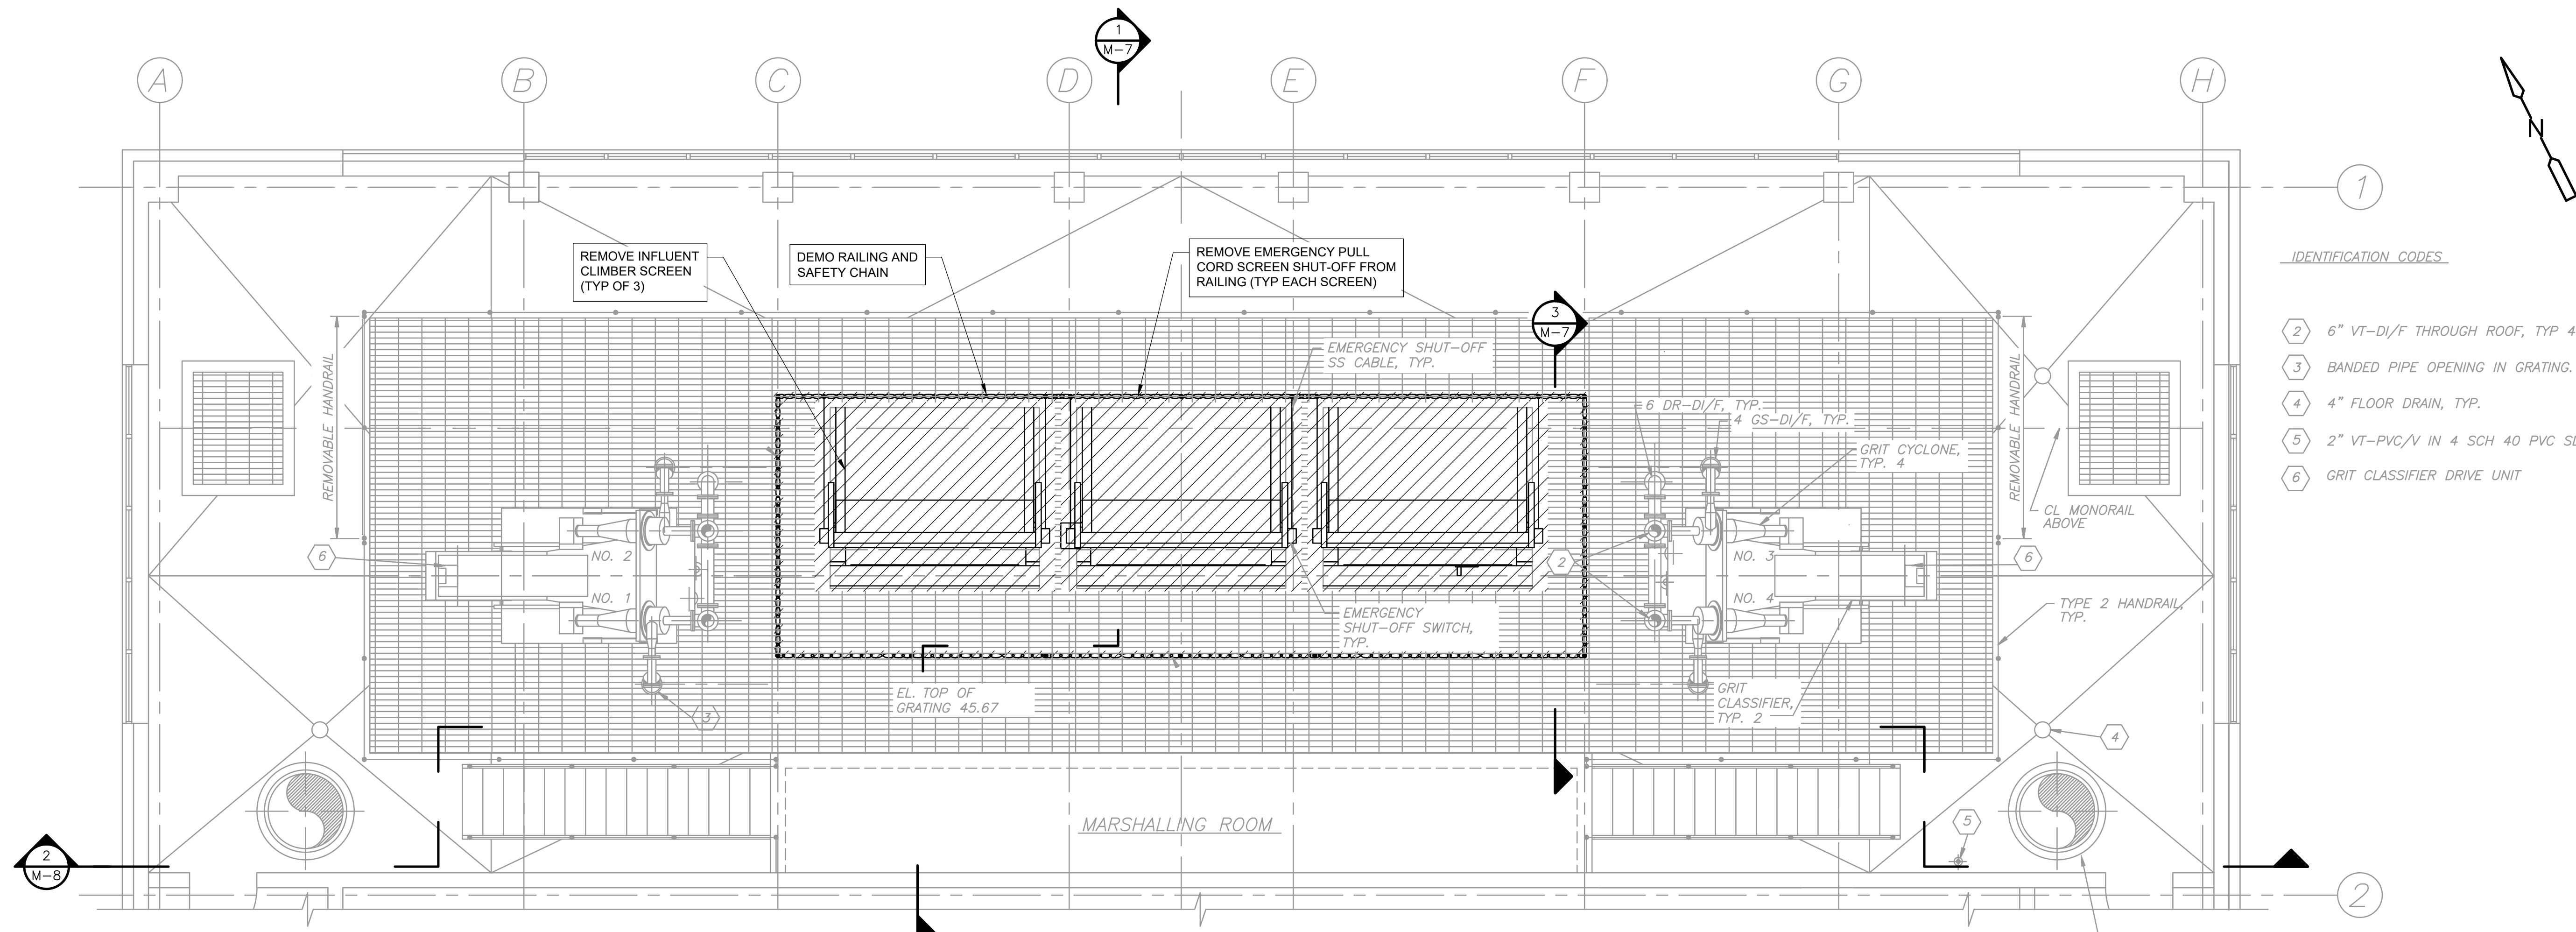 1
M-7
A
B
C
D
E
F
G
H
N
1
REMOVE INFLUENT
CLIMBER SCREEN
(TYP OF 3)
DEMO RAILING AND
SAFETY CHAIN
REMOVE EMERGENCY PULL
CORD SCREEN SHUT-OFF FROM
RAILING (TYP EACH SCREEN)
IDENTIFICATION CODES
2 6" VT-DI/F THROUGH ROOF, TYP 4
3 BANDED PIPE OPENING IN GRATING.
4 4" FLOOR DRAIN, TYP.
5 2" VT-PVC/V IN 4 SCH 40 PVC
6 GRIT CLASSIFIER DRIVE UNIT
3
M-7
EMERGENCY SHUT-OFF
SS CABLE, TYP.
REMOVABLE HANDRAIL
REMOVABLE HANDRAIL
6 DR-DI/F, TYP.
4 GS-DI/F, TYP.
GRIT CYCLONE,
TYP. 4
CL MONORAIL
ABOVE
6
NO. 2
NO. 1
2
NO. 3
NO. 4
6
TYPE 2 HANDRAIL,
TYP.
EMERGENCY
SHUT-OFF SWITCH,
TYP.
EL. TOP OF
GRATING 45.67
3
GRIT
CLASSIFIER,
TYP. 2
4
MARSHALLING ROOM
5
2
M-8
2